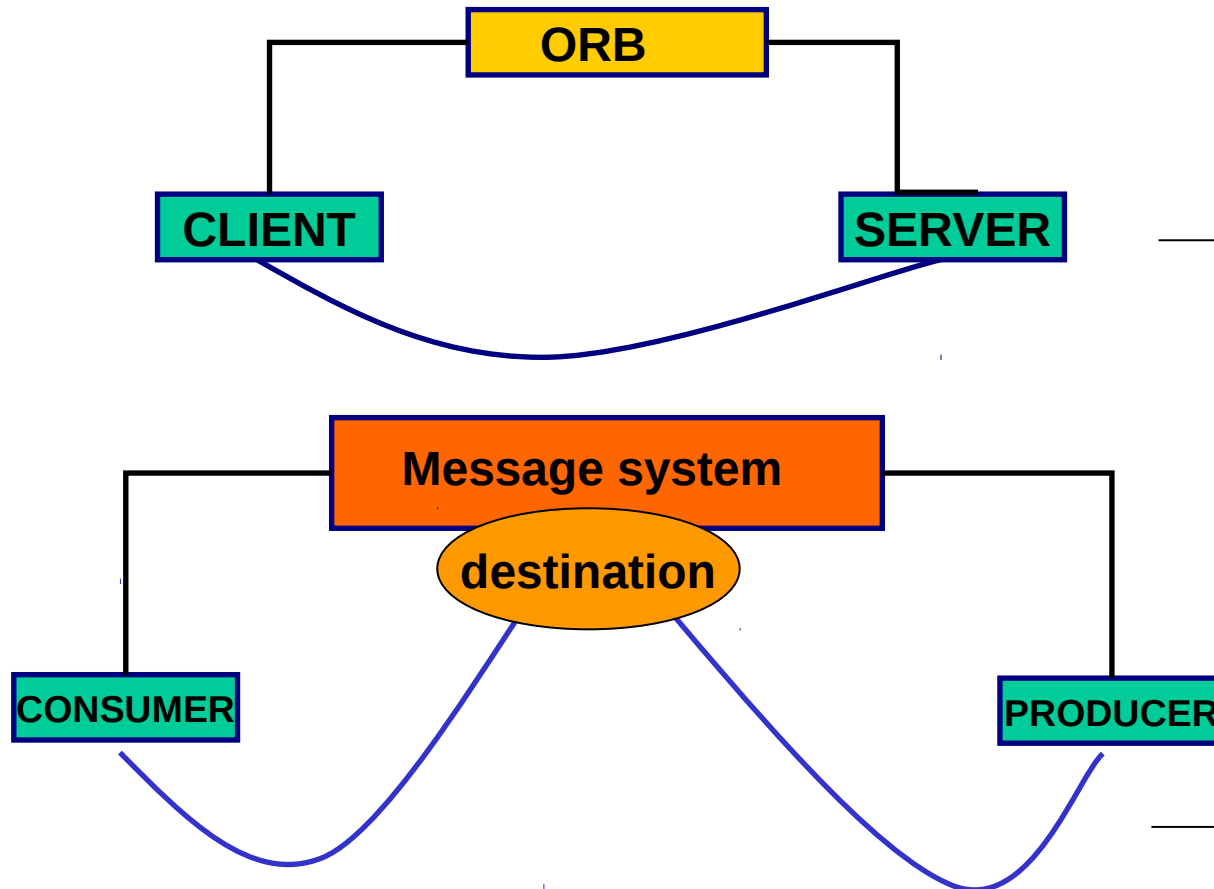 ORB
CLIENT
SERVER
Message system
destination
CONSUMER
PRODUCER